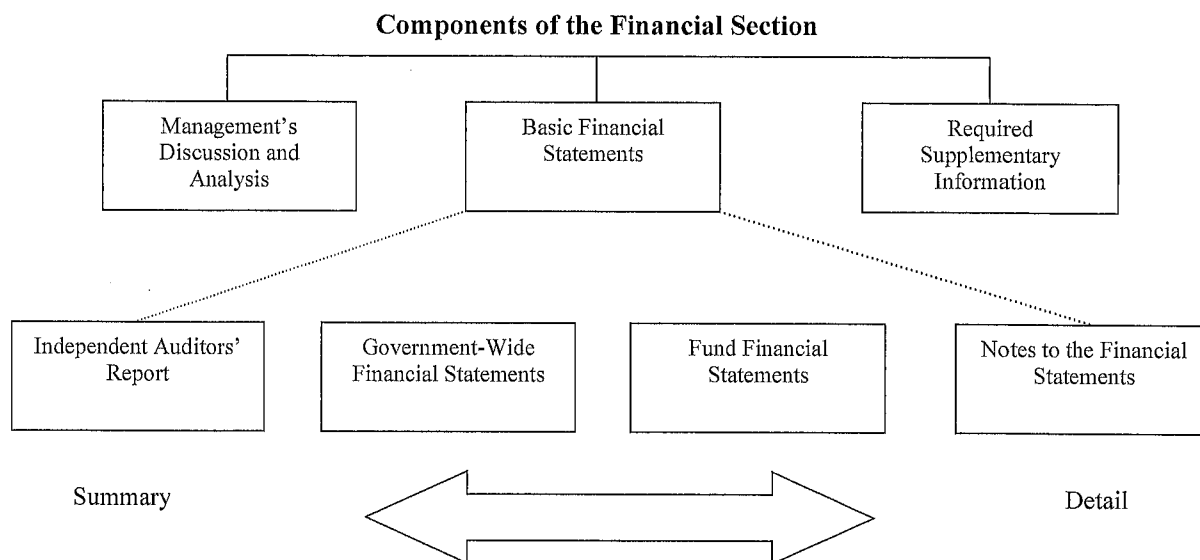 Components of the Financial Section
Management's
Discussion and
Analysis
Basic Financial
Statements
Required
Supplementary
Information
Independent Auditors'
Report
Government-Wide
Financial Statements
Fund Financial
Statements
Notes to the Financial
Statements
Summary
Detail